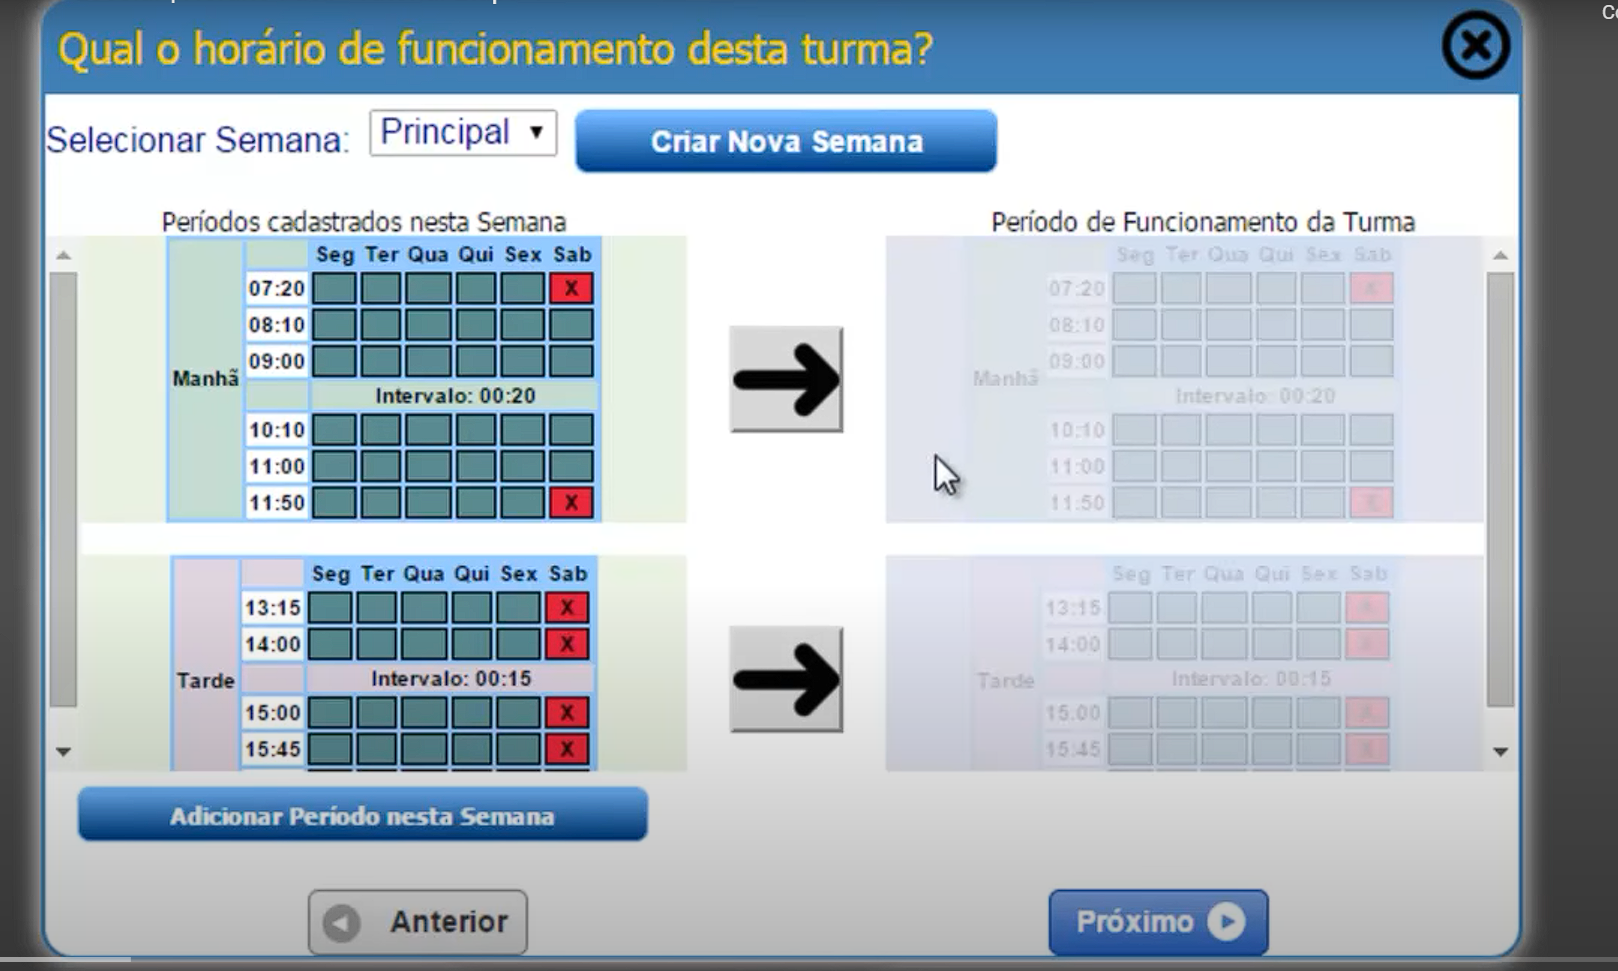 Qual o horário de funcionamento desta turma?
Selecionar Semana: Principal Criar Nova Semana
Períodos cadastrados nesta Semana
Seg Ter Qua Qui Sex Sab
07:20 X
08:10
09:00
Manhã
Intervalo: 00:20
10:10
11:00
11:50 X
Seg Ter Qua Qui Sex Sab
13:15 X
14:00 X
Tarde
Intervalo: 00:15
15:00 X
15:45 X
Período de Funcionamento da Turma
Seg Ter Qua Qui Sex Sab
07:20 X
08:10
09:00
Manhã
Intervalo: 00:20
10:10
11:00
11:50 X
Seg Ter Qua Qui Sex Sab
13:15 X
14:00 X
Tarde
Intervalo: 00:15
15:00 X
15:45 X
Adicionar Período nesta Semana
Anterior
Próximo